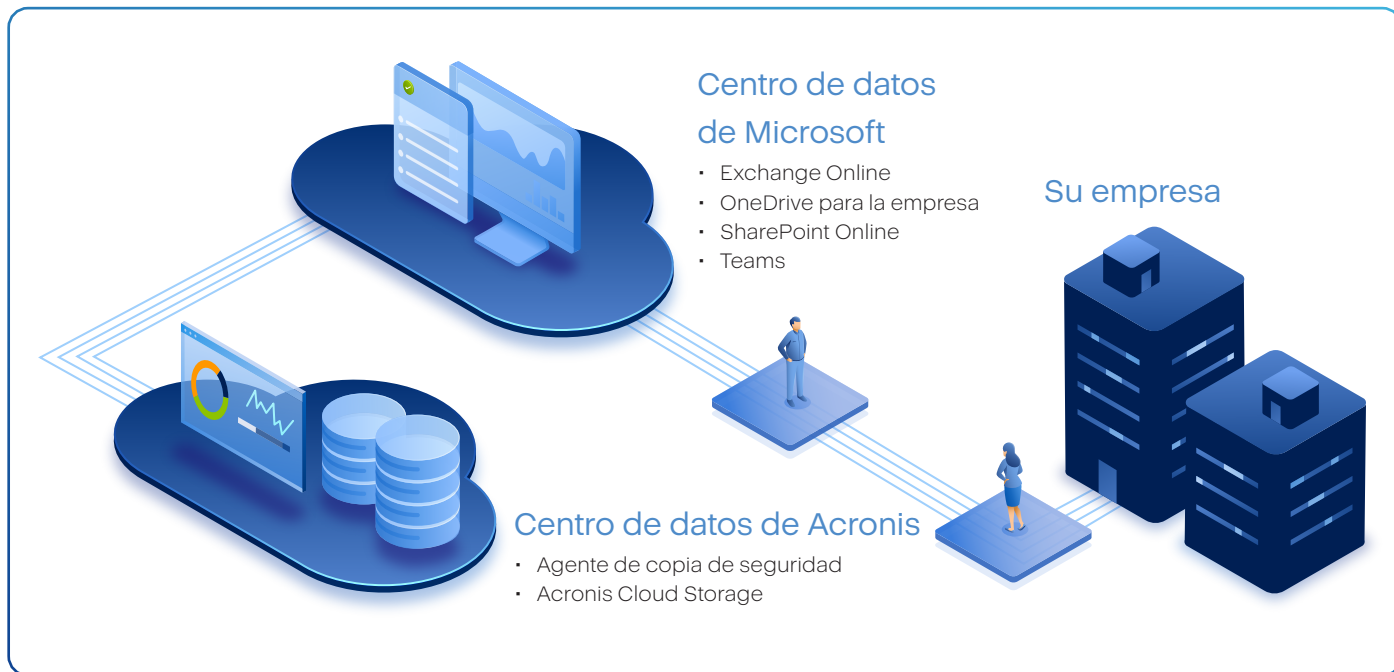 Centro de datos
de Microsoft
· Exchange Online
· OneDrive para la empresa
· SharePoint Online
· Teams
Su empresa
Centro de datos de Acronis
· Agente de copia de seguridad
· Acronis Cloud Storage